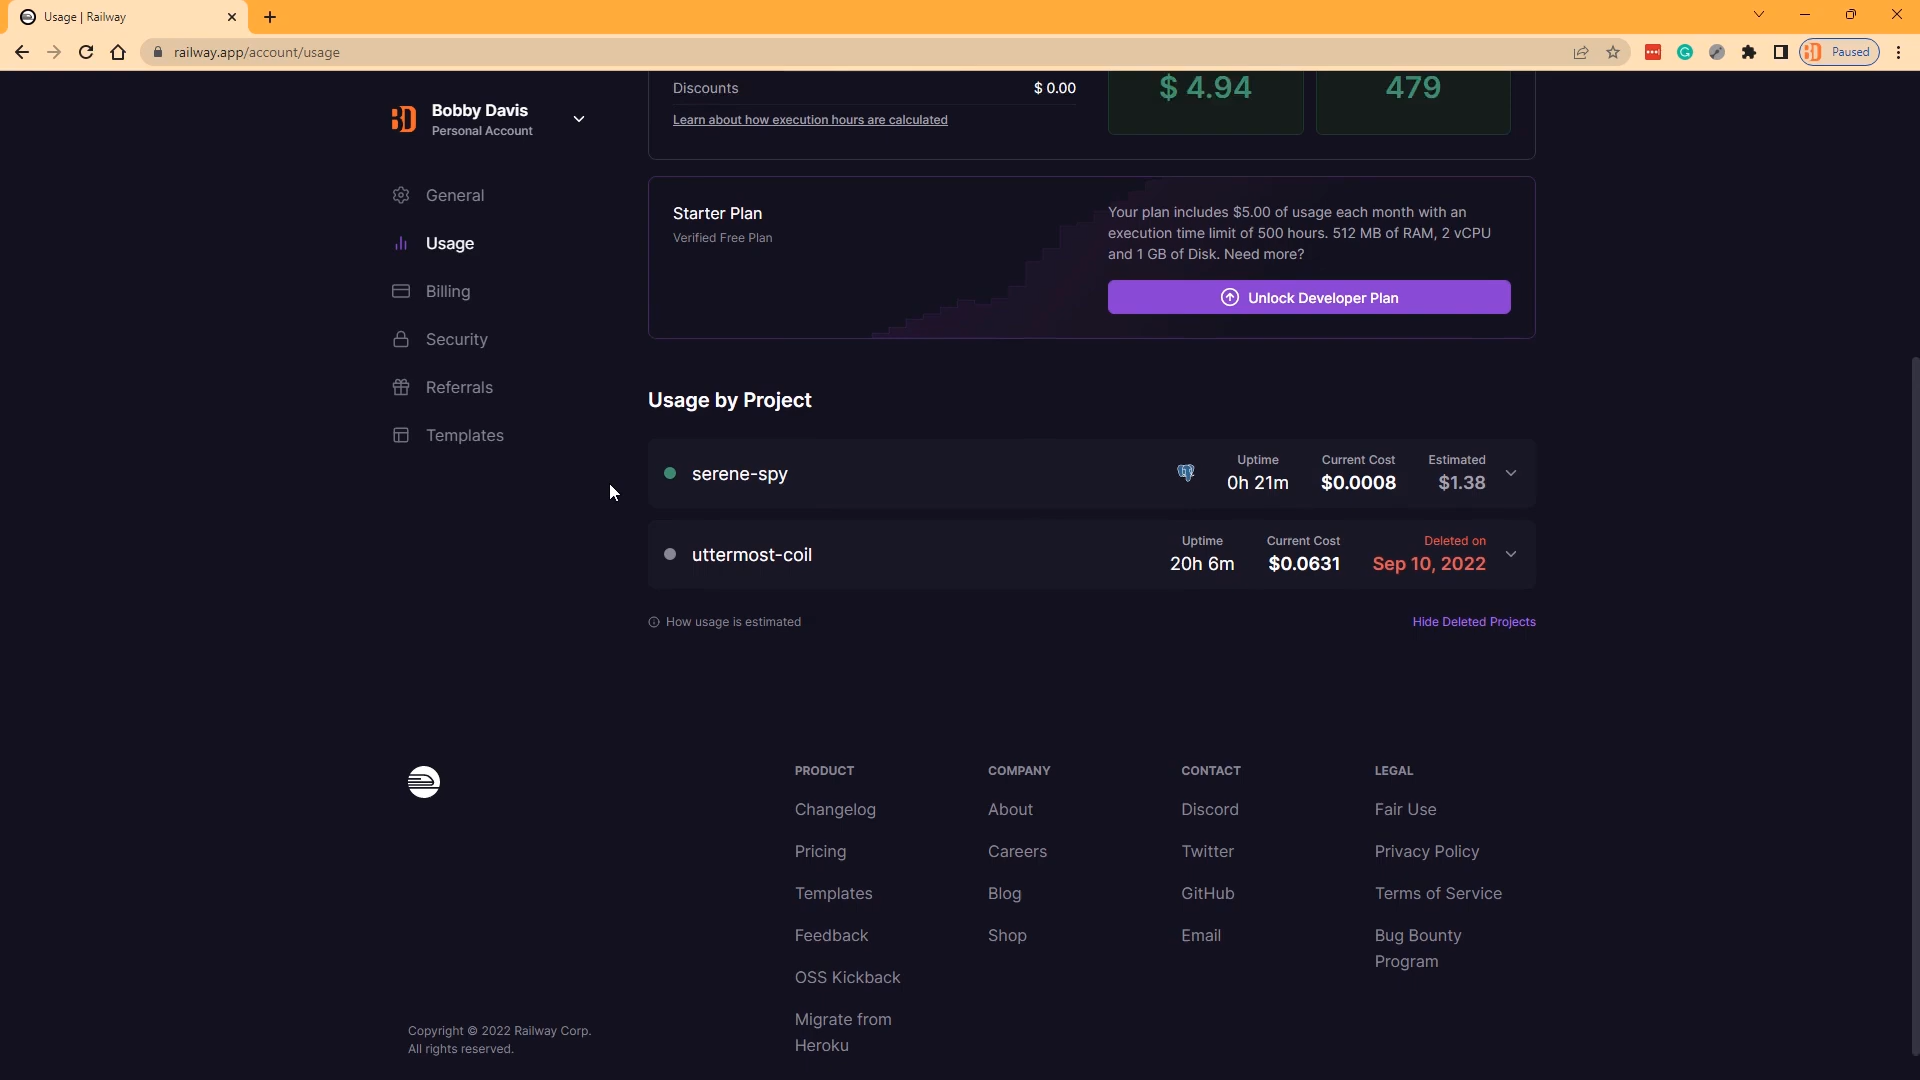 Usage | Railway
railway.app/account/usage
Paused
Bobby Davis
Personal Account
General
Usage
Billing
Security
Referrals
Templates
Discounts
$ 0.00
Learn about how execution hours are calculated
$ 4.94
479
Starter Plan
Verified Free Plan
Your plan includes $5.00 of usage each month with an
execution time limit of 500 hours. 512 MB of RAM, 2 vCPU
and 1 GB of Disk. Need more?
Unlock Developer Plan
Usage by Project
serene-spy
Uptime
0h 21m
Current Cost
$0.0008
Estimated
$1.38
uttermost-coil
Uptime
20h 6m
Current Cost
$0.0631
Deleted on
Sep 10, 2022
How usage is estimated
Hide Deleted Projects
PRODUCT
Changelog
Pricing
Templates
Feedback
OSS Kickback
Migrate from
Heroku
COMPANY
About
Careers
Blog
Shop
CONTACT
Discord
Twitter
GitHub
Email
LEGAL
Fair Use
Privacy Policy
Terms of Service
Bug Bounty
Program
Copyright © 2022 Railway Corp.
All rights reserved.